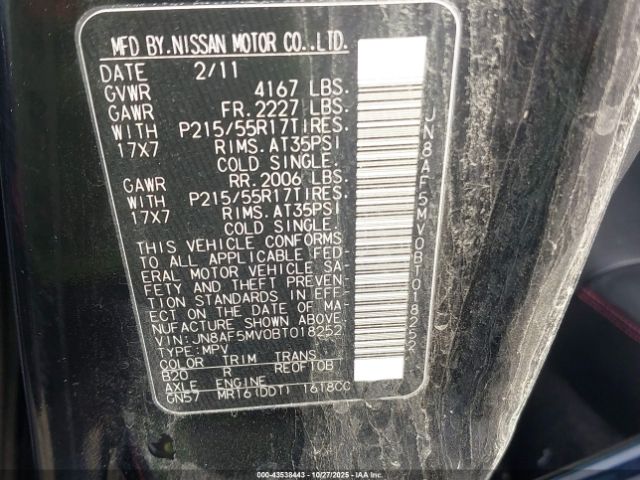 MFD BY. NISSAN MOTOR CO.,LTD.
DATE 2/11
GVWR 4167 LBS.
GAWR FR. 2227 LBS.
WITH P215/55R17TIRES.
17X7 RIMS. AT35PSI
COLD SINGLE.
GAWR RR. 2006 LBS.
WITH P215/55R17TIRES.
17X7 RIMS. AT35PSI
COLD SINGLE.
THIS VEHICLE CONFORMS
TO ALL APPLICABLE FED-
ERAL MOTOR VEHICLE SA-
FETY AND THEFT PREVEN-
TION STANDARDS IN EFF-
ECT ON THE DATE OF MA-
NUFACTURE SHOWN ABOVE.
VIN: JN8AF5MV0BT018252
TYPE: MPV
COLOR TRIM TRANS
B20 R RE0F10B
AXLE ENGINE
GN57 MR16(DDT) 1618CC
JN8AF5MV0BT018252
000-43538443 - 10/27/2025 - IAAI.com